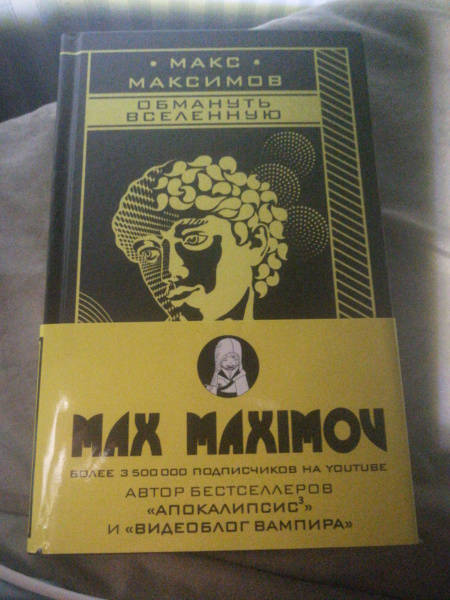 • МАКС •
МАКСИМОВ
ОБМАНУТЬ
ВСЕЛЕННУЮ
MAX MAXIMOV
БОЛЕЕ 3 500 000 ПОДПИСЧИКОВ НА YOUTUBE
АВТОР БЕСТСЕЛЛЕРОВ
«АПОКАЛИПСИС³»
И «ВИДЕОБЛОГ ВАМПИРА»